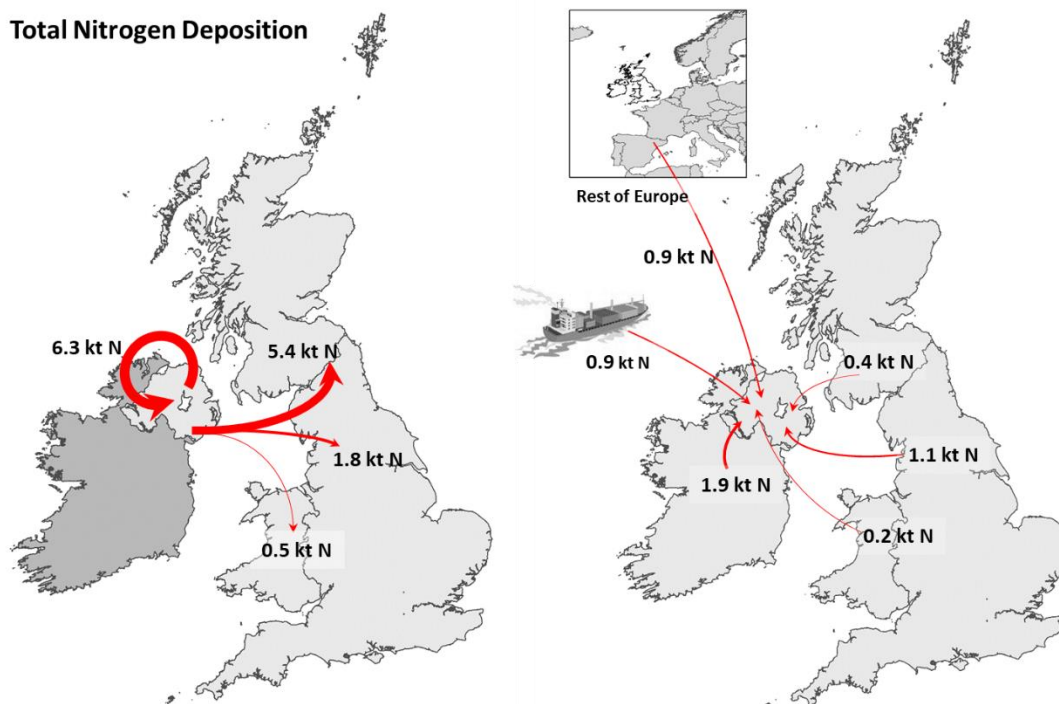 Total Nitrogen Deposition
6.3 kt N
5.4 kt N
1.8 kt N
0.5 kt N
Rest of Europe
0.9 kt N
0.9 kt N
0.4 kt N
1.1 kt N
1.9 kt N
0.2 kt N